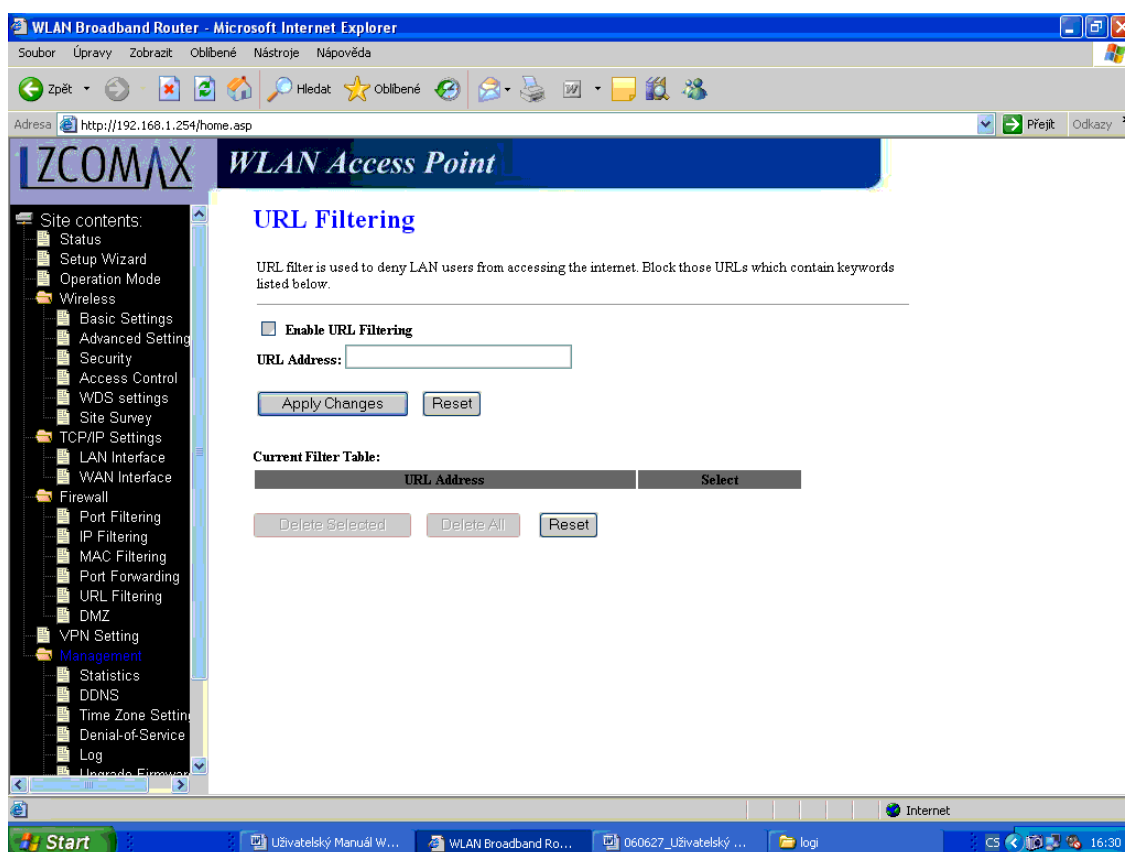 WLAN Broadband Router - Microsoft Internet Explorer
Soubor Úpravy Zobrazit Oblíbené Nástroje Nápověda
Zpět Hledat Oblíbené
Adresa http://192.168.1.254/home.asp Přejít Odkazy
ZCOMAX WLAN Access Point
Site contents:
Status
Setup Wizard
Operation Mode
Wireless
Basic Settings
Advanced Setting
Security
Access Control
WDS settings
Site Survey
TCP/IP Settings
LAN Interface
WAN Interface
Firewall
Port Filtering
IP Filtering
MAC Filtering
Port Forwarding
URL Filtering
DMZ
VPN Setting
Management
Statistics
DDNS
Time Zone Setting
Denial-of-Service
Log
Upgrade Firmwar
URL Filtering
URL filter is used to deny LAN users from accessing the internet. Block those URLs which contain keywords
listed below.
Enable URL Filtering
URL Address:
Apply Changes Reset
Current Filter Table:
URL Address Select
Delete Selected Delete All Reset
Internet
Start Uživatelský Manuál W... WLAN Broadband Ro... 060627_Uživatelský ... logi CS 16:30